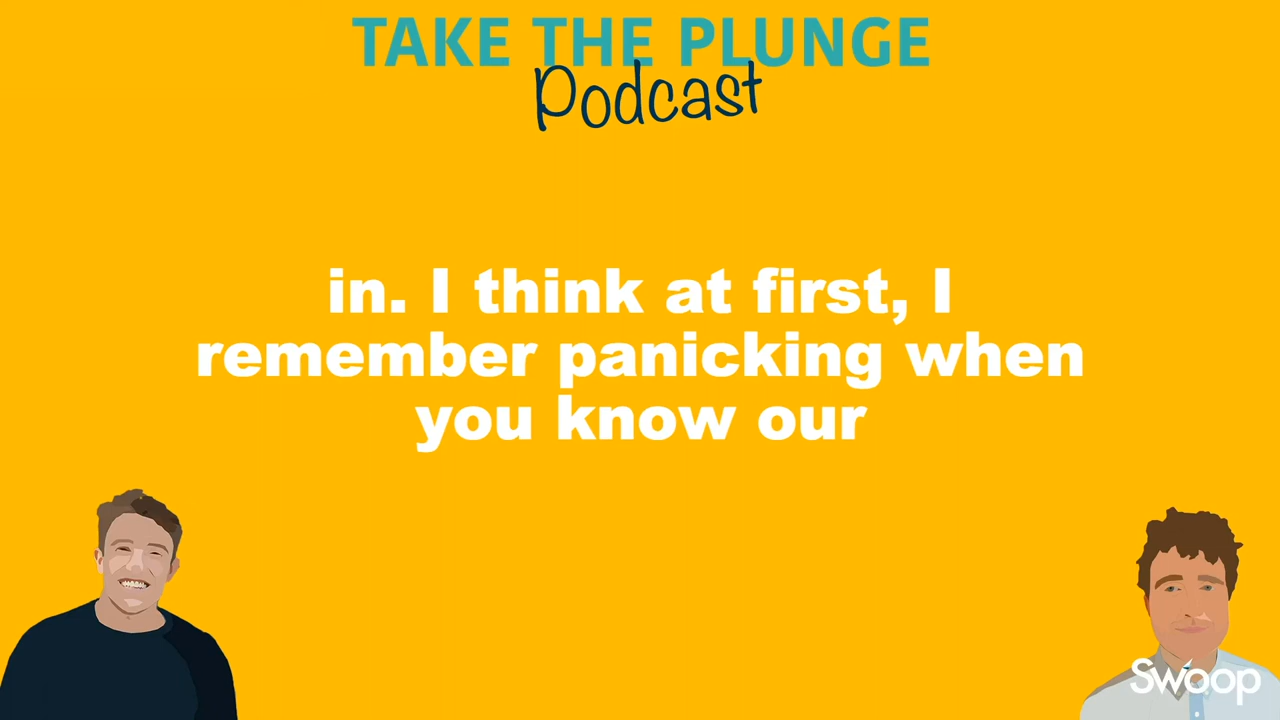 TAKE THE PLUNGE
Podcast
in. I think at first, I
remember panicking when
you know our
Swoop